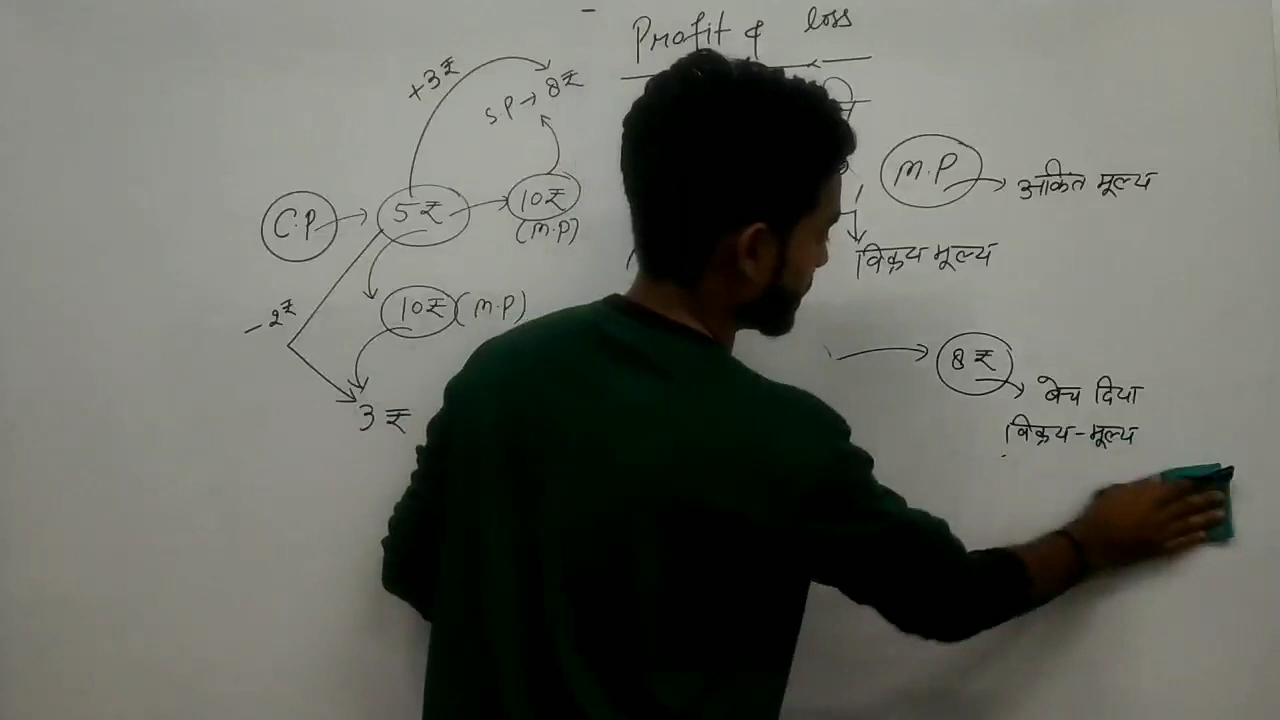 Profit & loss
+3₹
SP → 8₹
M.P → अंकित मूल्य
C.P → 5₹ → 10₹
(M.P)
विक्रय मूल्य
10₹ (M.P)
-2₹
→ 8₹
बेच दिया
3₹
विक्रय-मूल्य